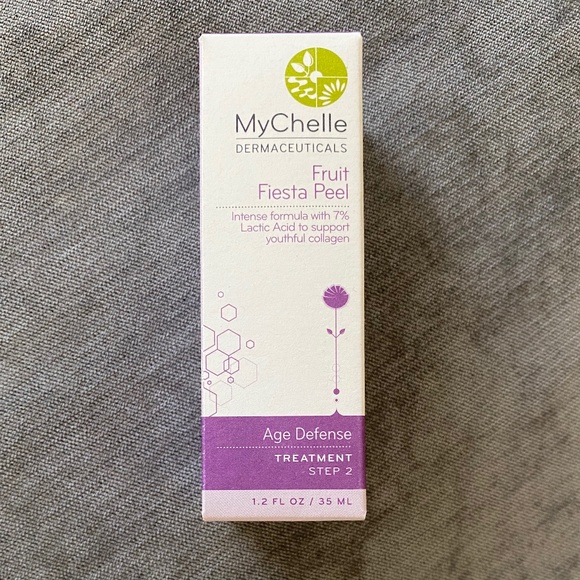 MyChelle
DERMACEUTICALS
Fruit
Fiesta Peel
Intense formula with 7%
Lactic Acid to support
youthful collagen
Age Defense
TREATMENT
STEP 2
1.2 FL OZ / 35 ML